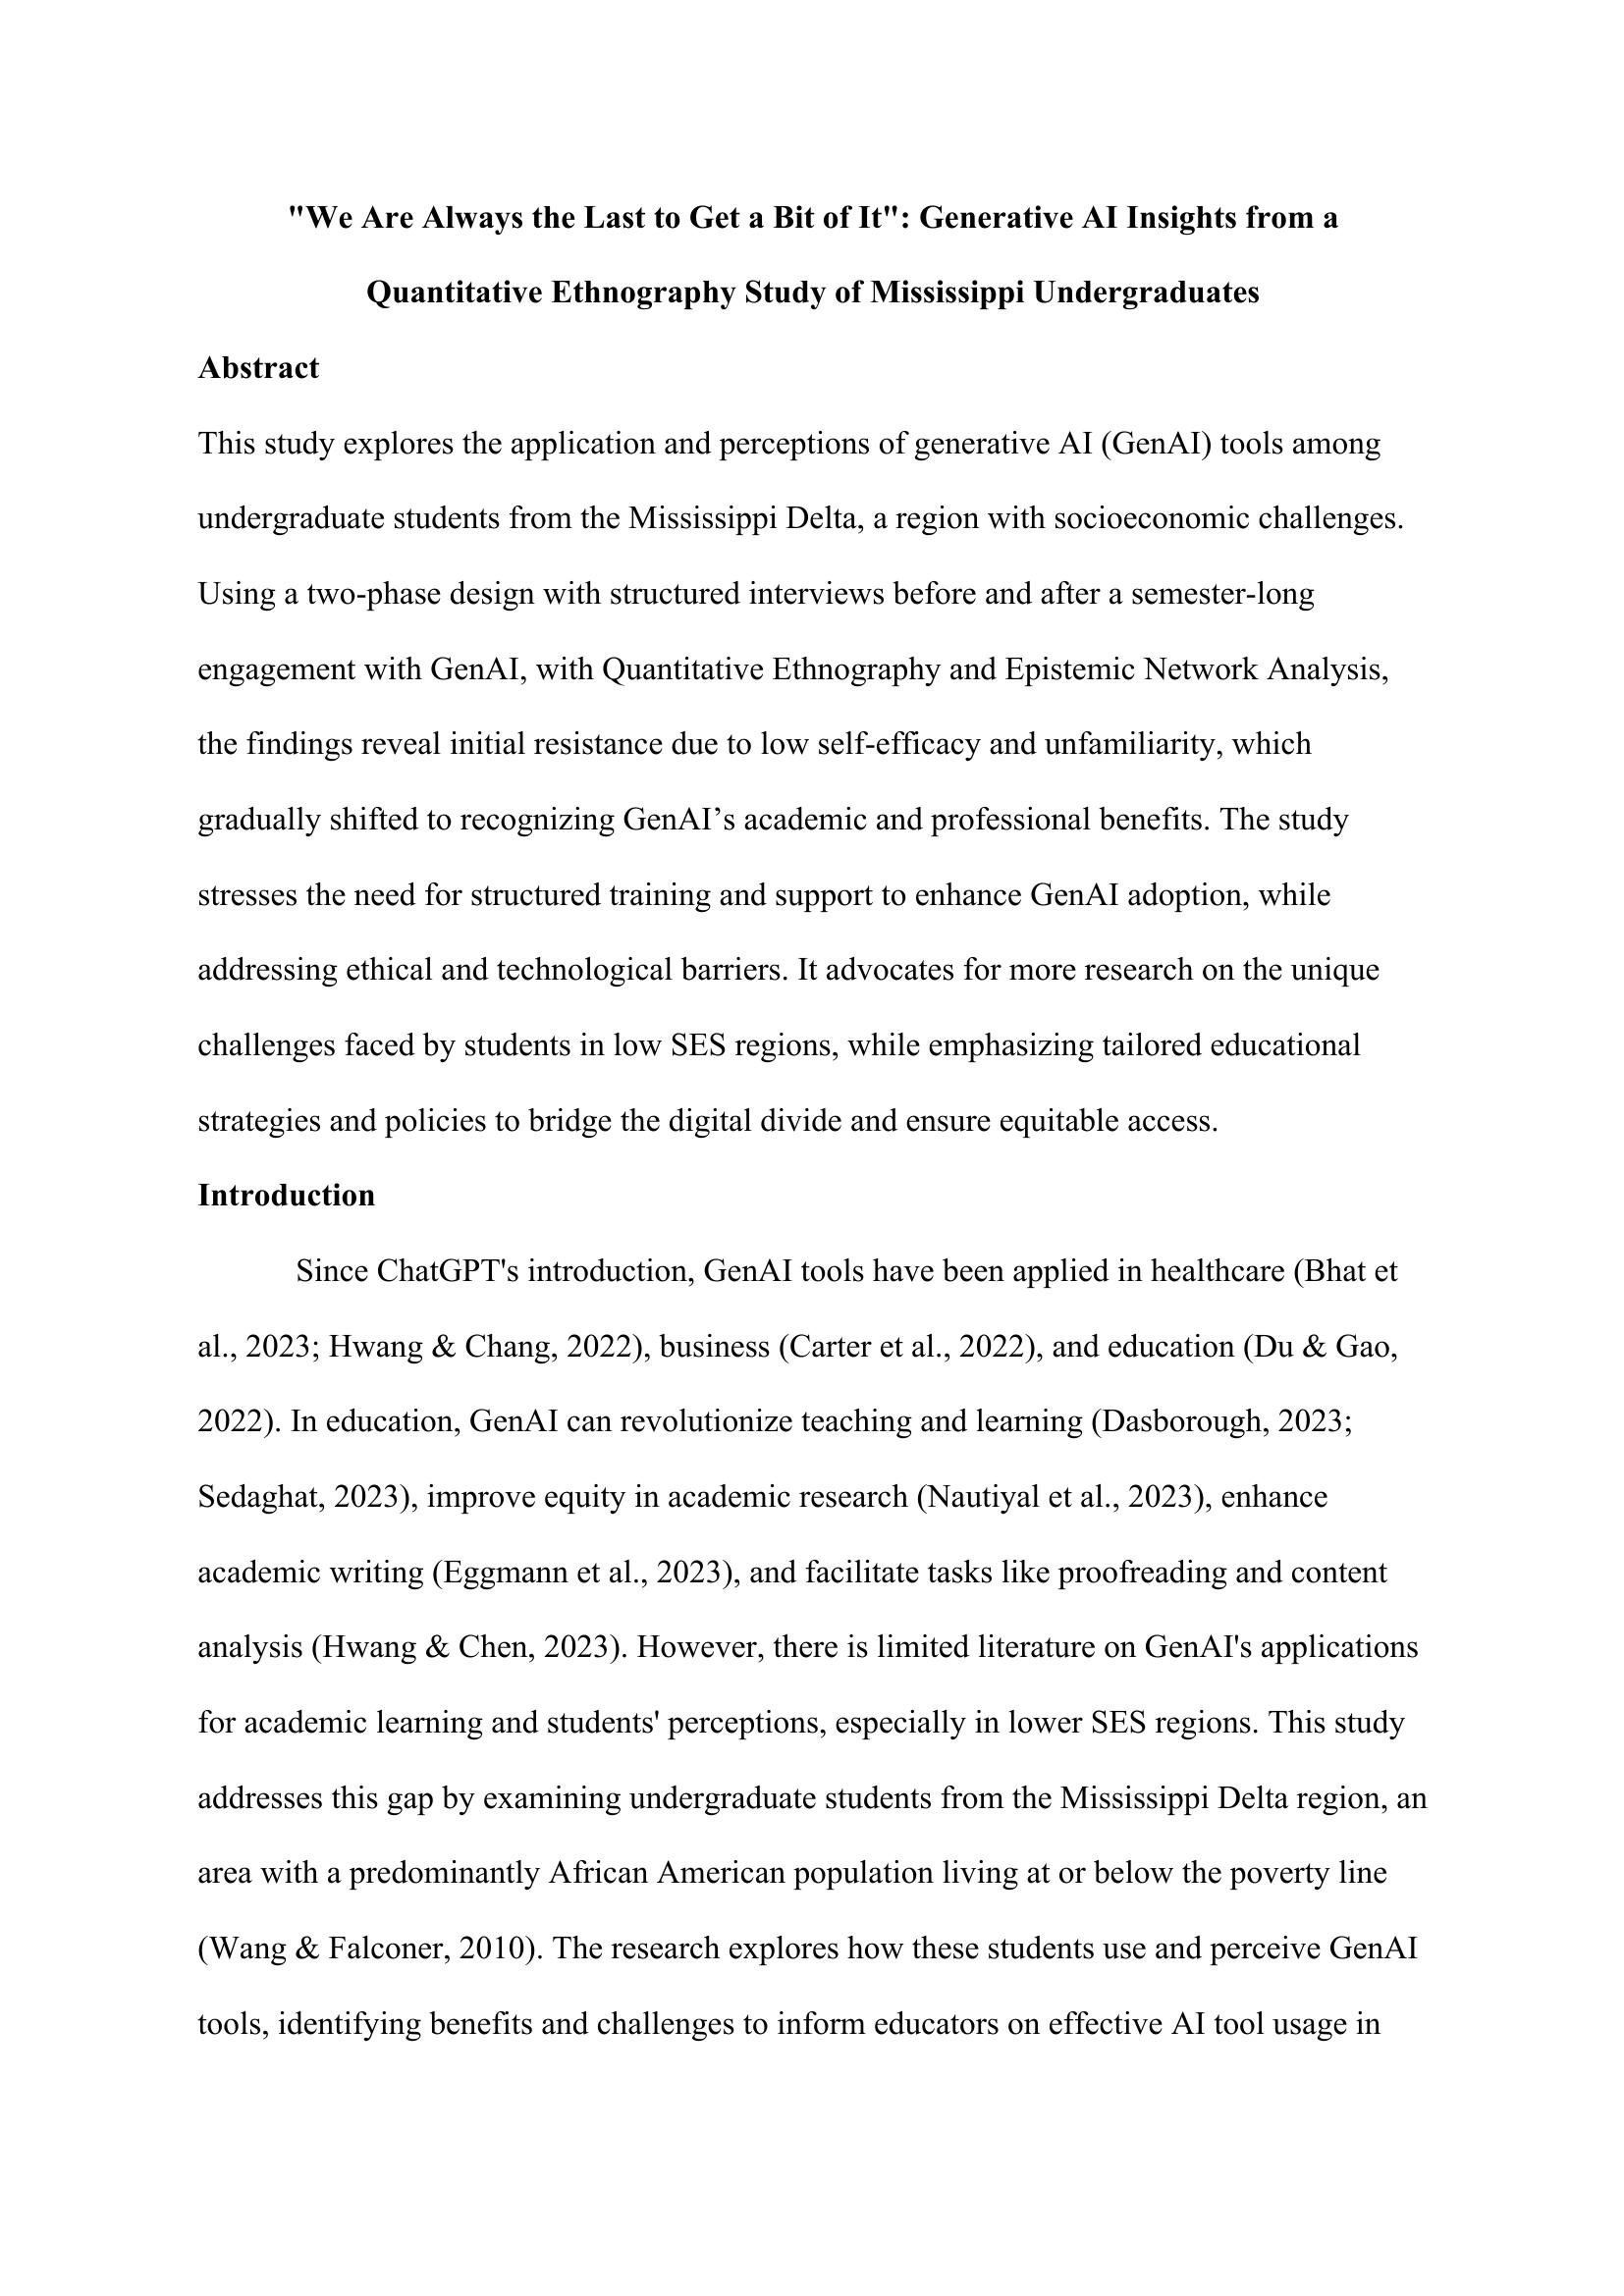 "We Are Always the Last to Get a Bit of It": Generative AI Insights from a
Quantitative Ethnography Study of Mississippi Undergraduates
Abstract
This study explores the application and perceptions of generative AI (GenAI) tools among
undergraduate students from the Mississippi Delta, a region with socioeconomic challenges.
Using a two-phase design with structured interviews before and after a semester-long
engagement with GenAI, with Quantitative Ethnography and Epistemic Network Analysis,
the findings reveal initial resistance due to low self-efficacy and unfamiliarity, which
gradually shifted to recognizing GenAI’s academic and professional benefits. The study
stresses the need for structured training and support to enhance GenAI adoption, while
addressing ethical and technological barriers. It advocates for more research on the unique
challenges faced by students in low SES regions, while emphasizing tailored educational
strategies and policies to bridge the digital divide and ensure equitable access.
Introduction
Since ChatGPT's introduction, GenAI tools have been applied in healthcare (Bhat et
al., 2023; Hwang & Chang, 2022), business (Carter et al., 2022), and education (Du & Gao,
2022). In education, GenAI can revolutionize teaching and learning (Dasborough, 2023;
Sedaghat, 2023), improve equity in academic research (Nautiyal et al., 2023), enhance
academic writing (Eggmann et al., 2023), and facilitate tasks like proofreading and content
analysis (Hwang & Chen, 2023). However, there is limited literature on GenAI's applications
for academic learning and students' perceptions, especially in lower SES regions. This study
addresses this gap by examining undergraduate students from the Mississippi Delta region, an
area with a predominantly African American population living at or below the poverty line
(Wang & Falconer, 2010). The research explores how these students use and perceive GenAI
tools, identifying benefits and challenges to inform educators on effective AI tool usage in